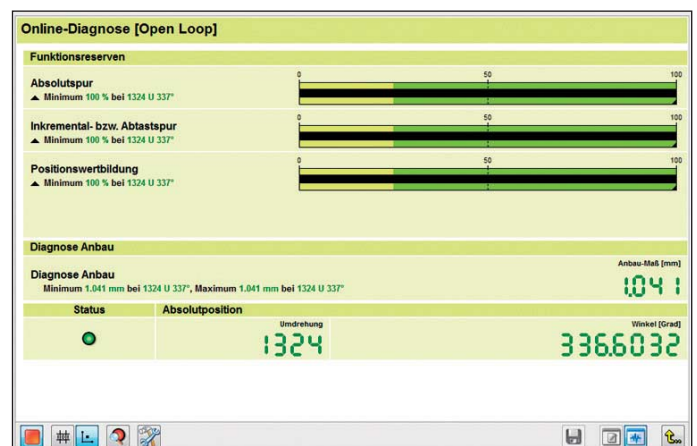 Online-Diagnose [Open Loop]
Funktionsreserven
Absolutspur
Minimum 100 % bei 1324 U 337°
0 50 100
Inkremental- bzw. Abtastspur
Minimum 100 % bei 1324 U 337°
0 50 100
Positionswertbildung
Minimum 100 % bei 1324 U 337°
0 50 100
Diagnose Anbau
Anbau-Maß [mm]
Diagnose Anbau
Minimum 1.041 mm bei 1324 U 337°, Maximum 1.041 mm bei 1324 U 337°
1.041
Status Absolutposition
Umdrehung Winkel [Grad]
1324 336.6032